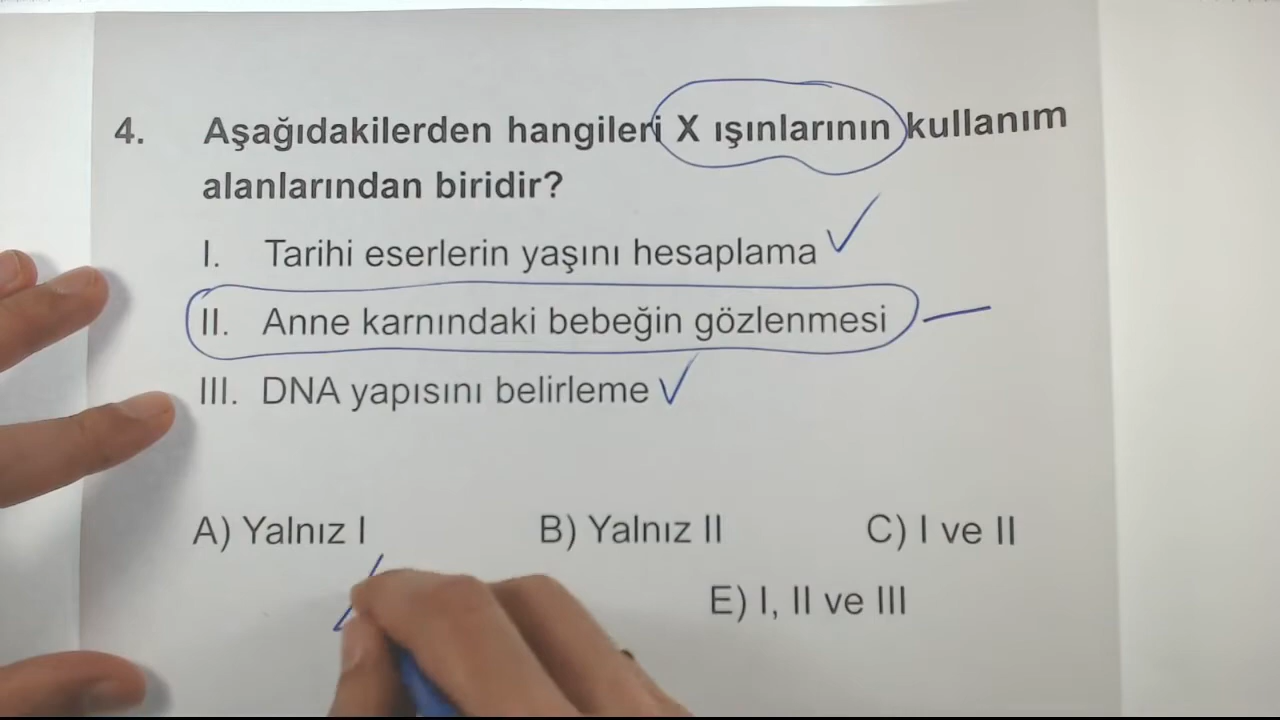 4. Aşağıdakilerden hangileri X ışınlarının kullanım
alanlarından biridir?
I. Tarihi eserlerin yaşını hesaplama
II. Anne karnındaki bebeğin gözlenmesi
III. DNA yapısını belirleme
A) Yalnız I B) Yalnız II C) I ve II
E) I, II ve III